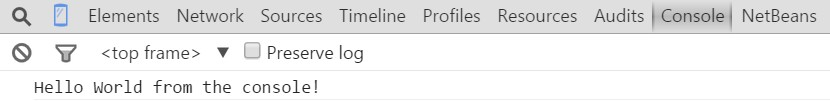 Elements Network Sources Timeline Profiles Resources Audits Console NetBeans
<top frame> ▼ Preserve log
Hello World from the console!